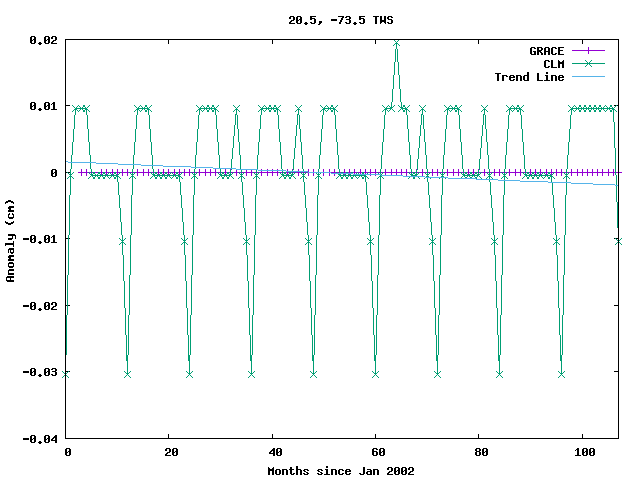 20.5, -73.5 TWS
GRACE
CLM
Trend Line
0.02
0.01
0
-0.01
-0.02
-0.03
-0.04
Anomaly (cm)
0 20 40 60 80 100
Months since Jan 2002